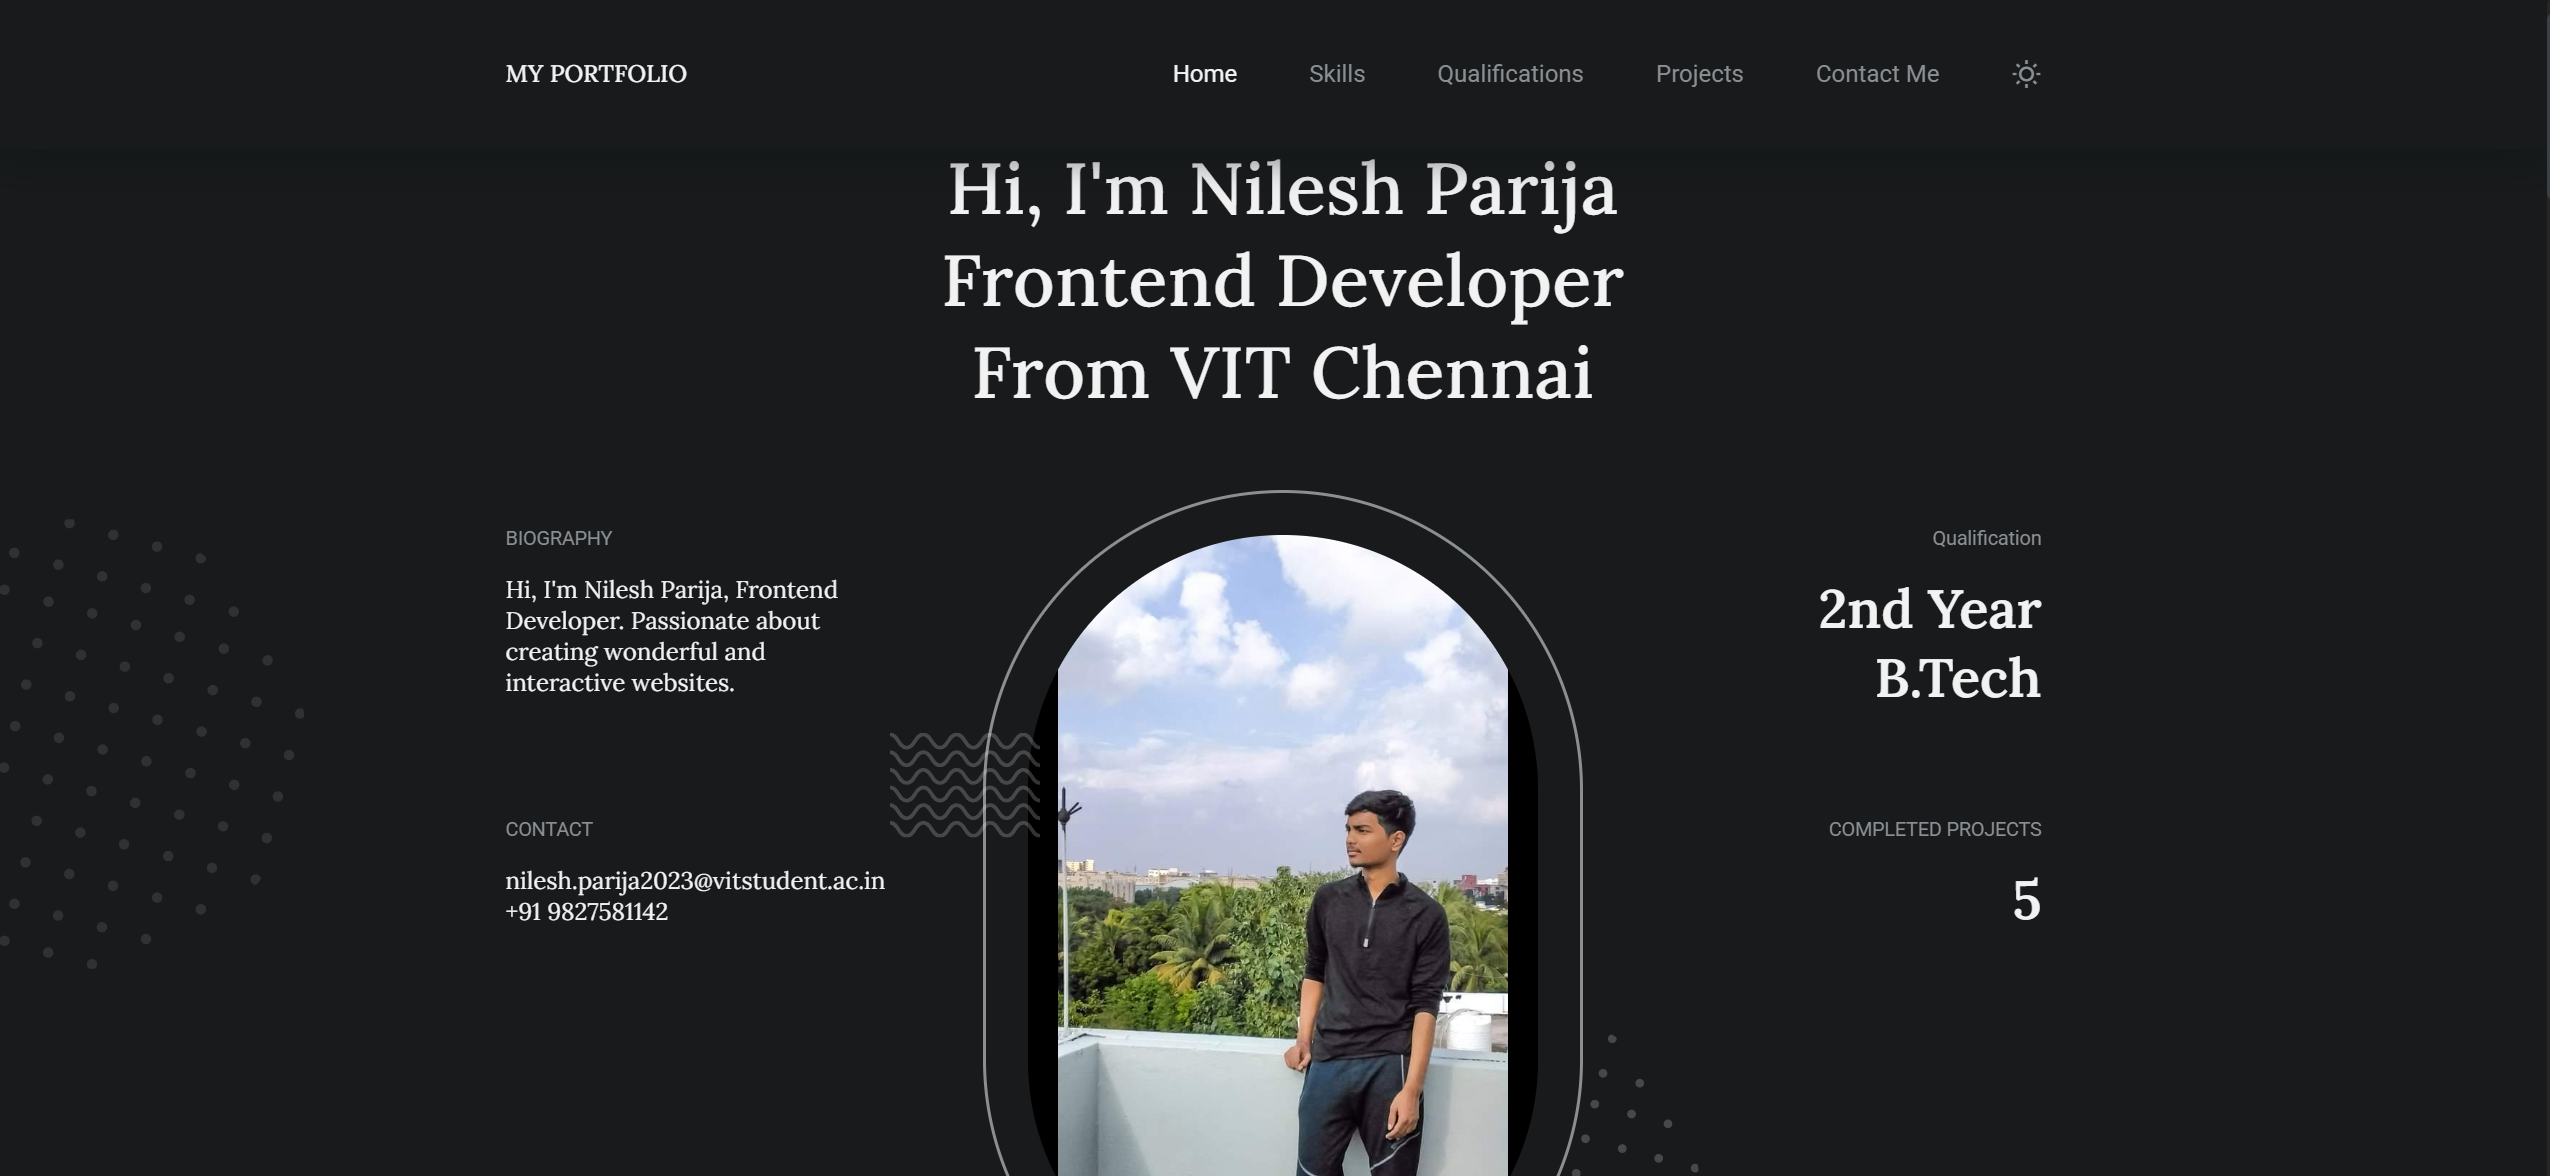 MY PORTFOLIO
Home
Skills
Qualifications
Projects
Contact Me
Hi, I'm Nilesh Parija
Frontend Developer
From VIT Chennai
BIOGRAPHY
Hi, I'm Nilesh Parija, Frontend
Developer. Passionate about
creating wonderful and
interactive websites.
CONTACT
nilesh.parija2023@vitstudent.ac.in
+91 9827581142
Qualification
2nd Year
B.Tech
COMPLETED PROJECTS
5